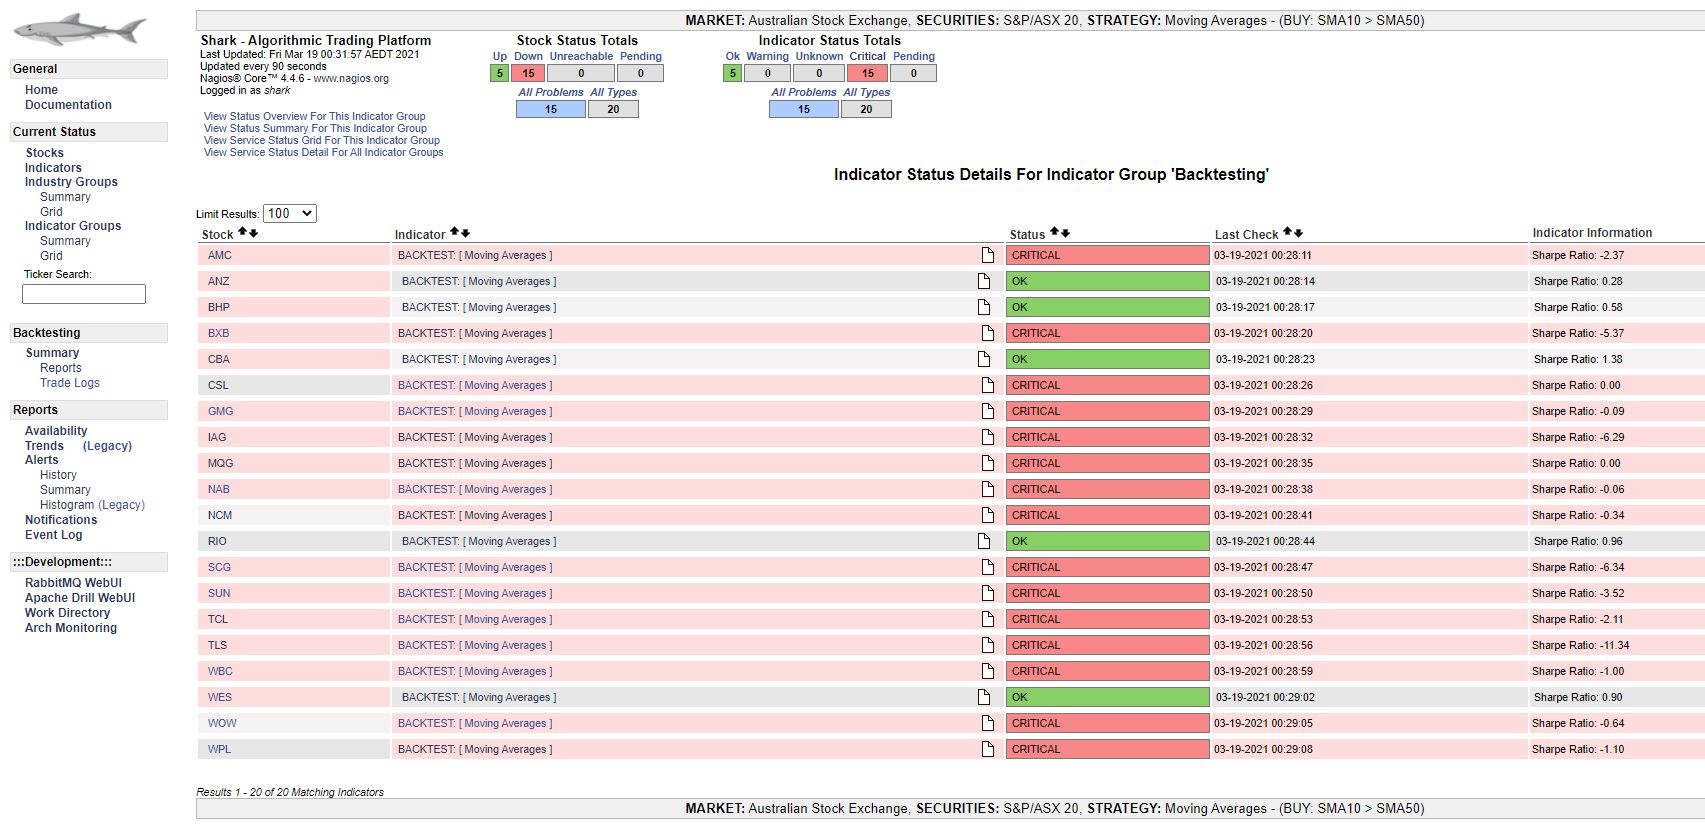 MARKET: Australian Stock Exchange, SECURITIES: S&P/ASX 20, STRATEGY: Moving Averages - (BUY: SMA10 > SMA50)
General
Home
Documentation
Current Status
Stocks
Indicators
Industry Groups
Summary
Grid
Indicator Groups
Summary
Grid
Ticker Search:
Backtesting
Summary
Reports
Trade Logs
Reports
Availability
Trends (Legacy)
Alerts
History
Summary
Histogram (Legacy)
Notifications
Event Log
:::Development:::
RabbitMQ WebUI
Apache Drill WebUI
Work Directory
Arch Monitoring
Shark - Algorithmic Trading Platform
Last Updated: Fri Mar 19 00:31:57 AEDT 2021
Updated every 90 seconds
Nagios® Core™ 4.4.6 - www.nagios.org
Logged in as shark
View Status Overview For This Indicator Group
View Status Summary For This Indicator Group
View Service Status Grid For This Indicator Group
View Service Status Detail For All Indicator Groups
Stock Status Totals
Up Down Unreachable Pending
5 15 0 0
All Problems All Types
15 20
Indicator Status Totals
Ok Warning Unknown Critical Pending
5 0 0 15 0
All Problems All Types
15 20
Indicator Status Details For Indicator Group 'Backtesting'
Limit Results: 100
Stock Indicator Status Last Check Indicator Information
AMC BACKTEST: [ Moving Averages ] CRITICAL 03-19-2021 00:28:11 Sharpe Ratio: -2.37
ANZ BACKTEST: [ Moving Averages ] OK 03-19-2021 00:28:14 Sharpe Ratio: 0.28
BHP BACKTEST: [ Moving Averages ] OK 03-19-2021 00:28:17 Sharpe Ratio: 0.58
BXB BACKTEST: [ Moving Averages ] CRITICAL 03-19-2021 00:28:20 Sharpe Ratio: -5.37
CBA BACKTEST: [ Moving Averages ] OK 03-19-2021 00:28:23 Sharpe Ratio: 1.38
CSL BACKTEST: [ Moving Averages ] CRITICAL 03-19-2021 00:28:26 Sharpe Ratio: 0.00
GMG BACKTEST: [ Moving Averages ] CRITICAL 03-19-2021 00:28:29 Sharpe Ratio: -0.09
IAG BACKTEST: [ Moving Averages ] CRITICAL 03-19-2021 00:28:32 Sharpe Ratio: -6.29
MQG BACKTEST: [ Moving Averages ] CRITICAL 03-19-2021 00:28:35 Sharpe Ratio: 0.00
NAB BACKTEST: [ Moving Averages ] CRITICAL 03-19-2021 00:28:38 Sharpe Ratio: -0.06
NCM BACKTEST: [ Moving Averages ] CRITICAL 03-19-2021 00:28:41 Sharpe Ratio: -0.34
RIO BACKTEST: [ Moving Averages ] OK 03-19-2021 00:28:44 Sharpe Ratio: 0.96
SCG BACKTEST: [ Moving Averages ] CRITICAL 03-19-2021 00:28:47 Sharpe Ratio: -6.34
SUN BACKTEST: [ Moving Averages ] CRITICAL 03-19-2021 00:28:50 Sharpe Ratio: -3.52
TCL BACKTEST: [ Moving Averages ] CRITICAL 03-19-2021 00:28:53 Sharpe Ratio: -2.11
TLS BACKTEST: [ Moving Averages ] CRITICAL 03-19-2021 00:28:56 Sharpe Ratio: -11.34
WBC BACKTEST: [ Moving Averages ] CRITICAL 03-19-2021 00:28:59 Sharpe Ratio: -1.00
WES BACKTEST: [ Moving Averages ] OK 03-19-2021 00:29:02 Sharpe Ratio: 0.90
WOW BACKTEST: [ Moving Averages ] CRITICAL 03-19-2021 00:29:05 Sharpe Ratio: -0.64
WPL BACKTEST: [ Moving Averages ] CRITICAL 03-19-2021 00:29:08 Sharpe Ratio: -1.10
Results 1 - 20 of 20 Matching Indicators
MARKET: Australian Stock Exchange, SECURITIES: S&P/ASX 20, STRATEGY: Moving Averages - (BUY: SMA10 > SMA50)